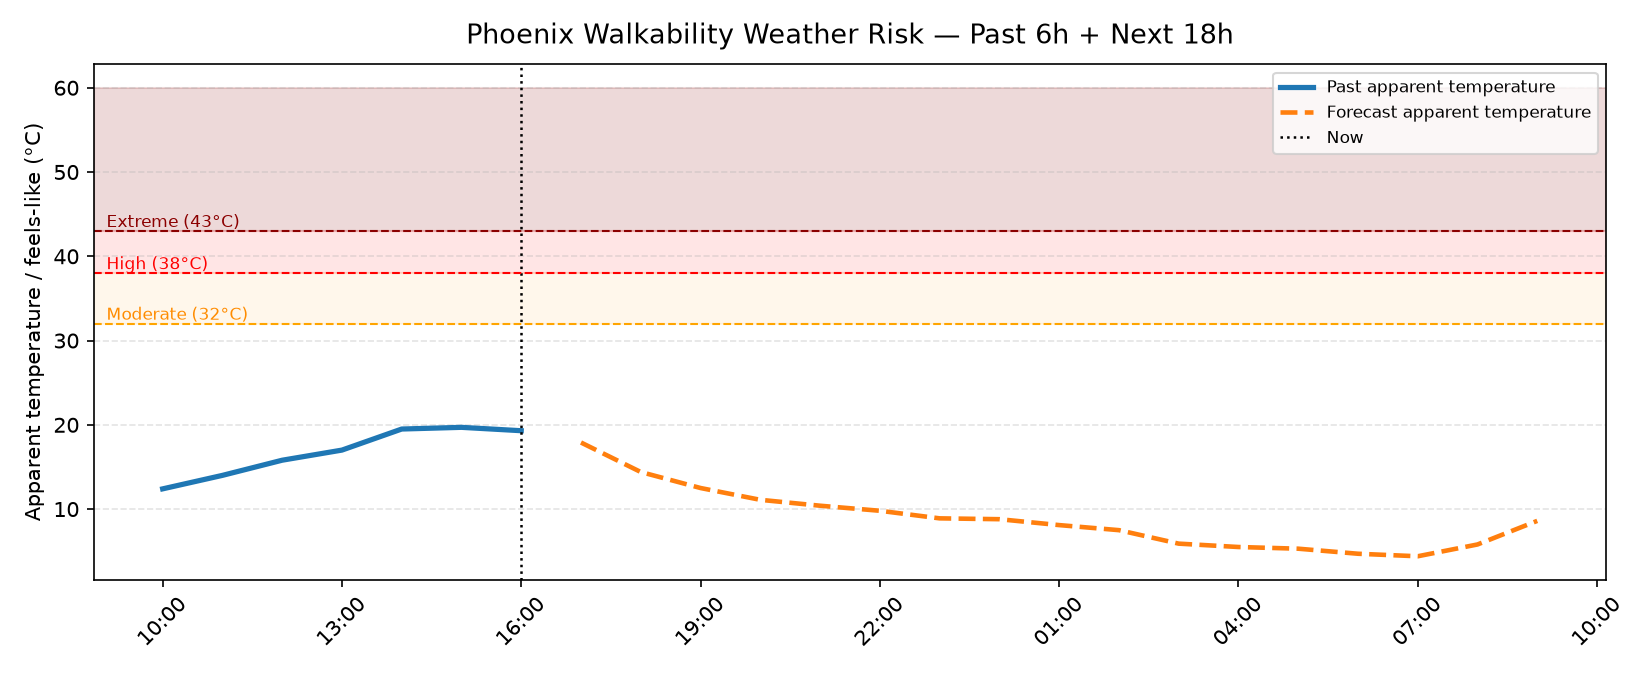 Phoenix Walkability Weather Risk — Past 6h + Next 18h
Apparent temperature / feels-like (°C)
60
50
40
30
20
10
Past apparent temperature
Forecast apparent temperature
Now
Extreme (43°C)
High (38°C)
Moderate (32°C)
10:00
13:00
16:00
19:00
22:00
01:00
04:00
07:00
10:00